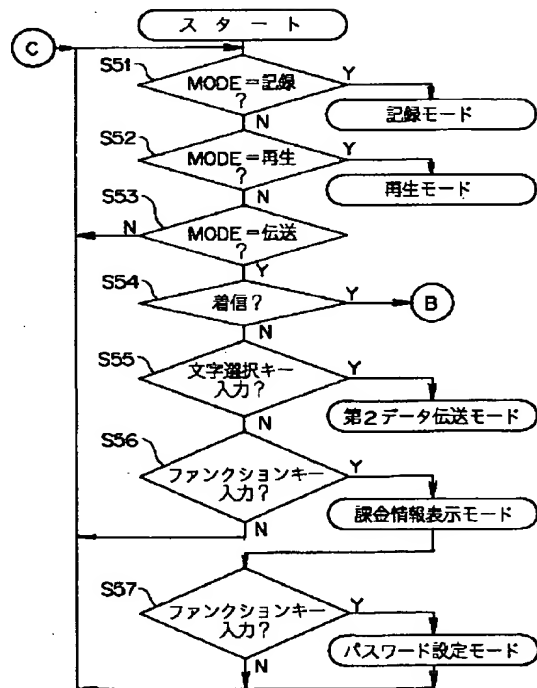 スタート
C
S51
MODE=記録
?
Y
記録モード
N
S52
MODE=再生
?
Y
再生モード
N
S53
MODE=伝送
?
N
Y
S54
着信?
Y
B
N
S55
文字選択キー
入力?
Y
第2データ伝送モード
N
S56
ファンクションキー
入力?
Y
課金情報表示モード
N
S57
ファンクションキー
入力?
Y
パスワード設定モード
N